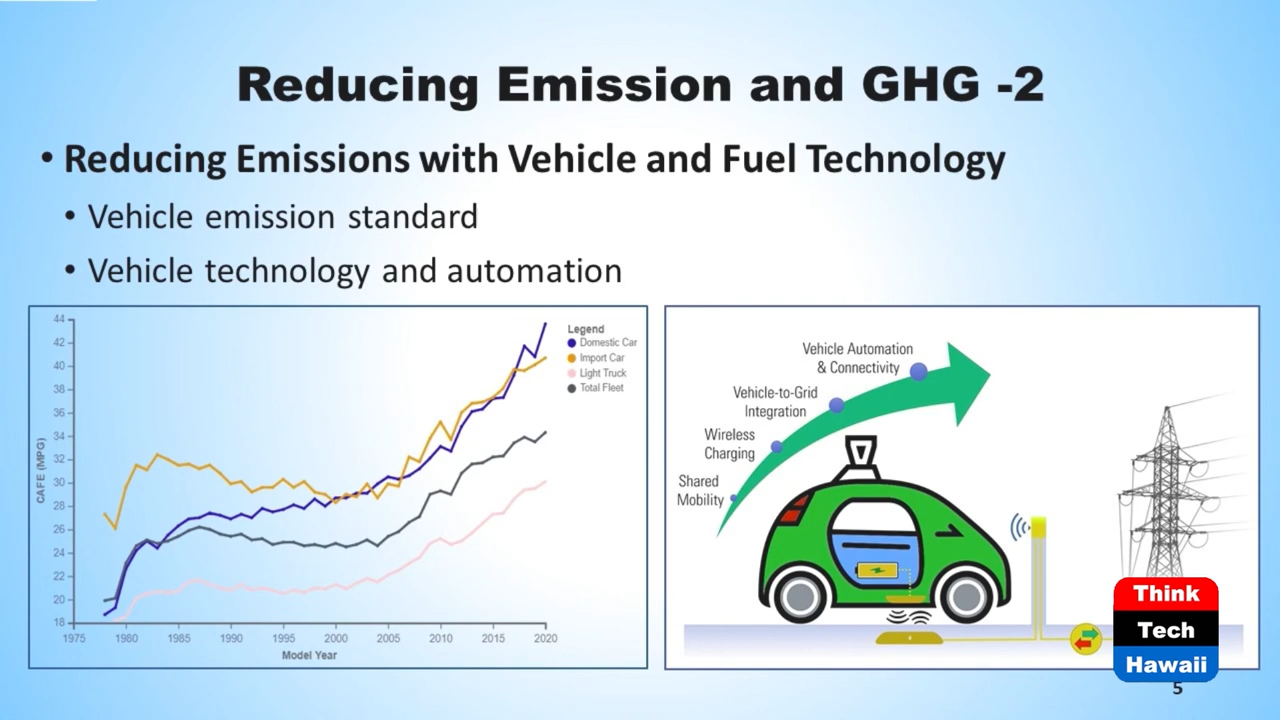 Reducing Emission and GHG -2
• Reducing Emissions with Vehicle and Fuel Technology
• Vehicle emission standard
• Vehicle technology and automation
44
42
40
38
36
34
32
30
28
26
24
22
20
18
CAFE (MPG)
1975 1980 1985 1990 1995 2000 2005 2010 2015 2020
Model Year
Legend
Domestic Car
Import Car
Light Truck
Total Fleet
Vehicle Automation
& Connectivity
Vehicle-to-Grid
Integration
Wireless
Charging
Shared
Mobility
Think
Tech
Hawaii
5